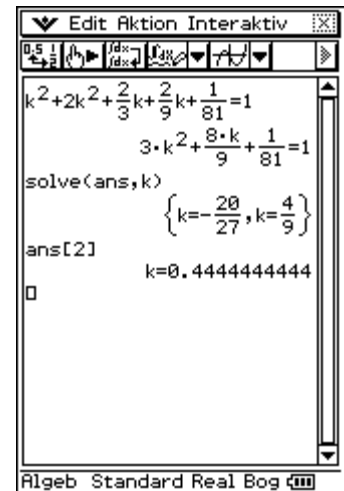 Edit Aktion Interaktiv
k²+2k²+2/3k+2/9k+1/81=1
3·k²+8·k/9+1/81=1
solve(ans,k)
{k=-20/27,k=4/9}
ans[2]
k=0.4444444444
Algeb Standard Real Bog